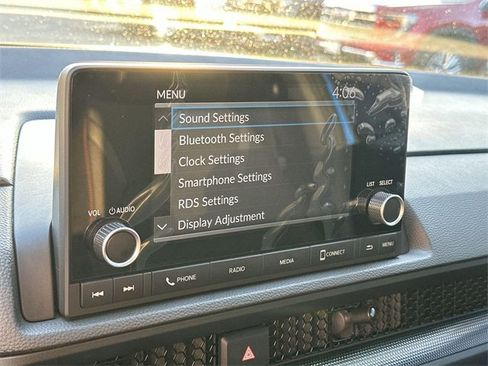 MENU 4:06
Sound Settings
Bluetooth Settings
Clock Settings
Smartphone Settings
RDS Settings
Display Adjustment
VOL AUDIO
LIST SELECT
PHONE RADIO MEDIA CONNECT MENU